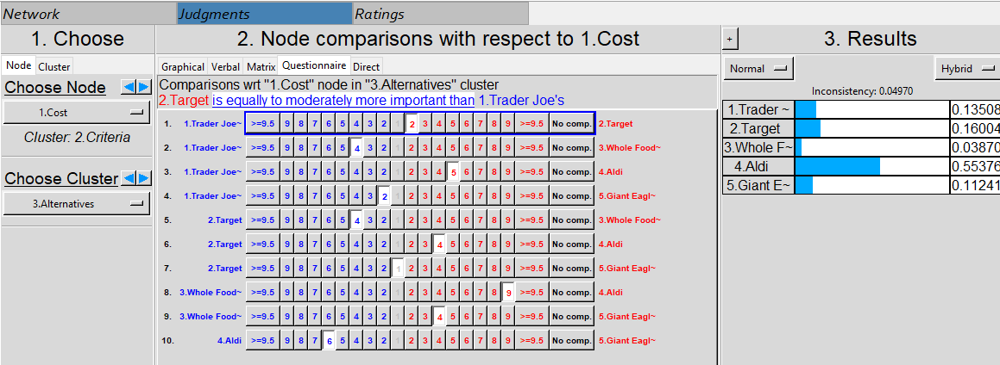 Network Judgments Ratings
1. Choose
2. Node comparisons with respect to 1.Cost
+ 3. Results
Node Cluster
Graphical Verbal Matrix Questionnaire Direct
Normal Hybrid
Choose Node
Comparisons wrt "1.Cost" node in "3.Alternatives" cluster
2.Target is equally to moderately more important than 1.Trader Joe's
Inconsistency: 0.04970
1.Cost
Cluster: 2.Criteria
Choose Cluster
3.Alternatives
1. 1.Trader Joe~ >=9.5 9 8 7 6 5 4 3 2 1 2 3 4 5 6 7 8 9 >=9.5 No comp. 2.Target
2. 1.Trader Joe~ >=9.5 9 8 7 6 5 4 3 2 1 2 3 4 5 6 7 8 9 >=9.5 No comp. 3.Whole Food~
3. 1.Trader Joe~ >=9.5 9 8 7 6 5 4 3 2 1 2 3 4 5 6 7 8 9 >=9.5 No comp. 4.Aldi
4. 1.Trader Joe~ >=9.5 9 8 7 6 5 4 3 2 1 2 3 4 5 6 7 8 9 >=9.5 No comp. 5.Giant Eagl~
5. 2.Target >=9.5 9 8 7 6 5 4 3 2 1 2 3 4 5 6 7 8 9 >=9.5 No comp. 3.Whole Food~
6. 2.Target >=9.5 9 8 7 6 5 4 3 2 1 2 3 4 5 6 7 8 9 >=9.5 No comp. 4.Aldi
7. 2.Target >=9.5 9 8 7 6 5 4 3 2 1 2 3 4 5 6 7 8 9 >=9.5 No comp. 5.Giant Eagl~
8. 3.Whole Food~ >=9.5 9 8 7 6 5 4 3 2 1 2 3 4 5 6 7 8 9 >=9.5 No comp. 4.Aldi
9. 3.Whole Food~ >=9.5 9 8 7 6 5 4 3 2 1 2 3 4 5 6 7 8 9 >=9.5 No comp. 5.Giant Eagl~
10. 4.Aldi >=9.5 9 8 7 6 5 4 3 2 1 2 3 4 5 6 7 8 9 >=9.5 No comp. 5.Giant Eagl~
1.Trader ~ 0.13508
2.Target 0.16004
3.Whole F~ 0.03870
4.Aldi 0.55376
5.Giant E~ 0.11241